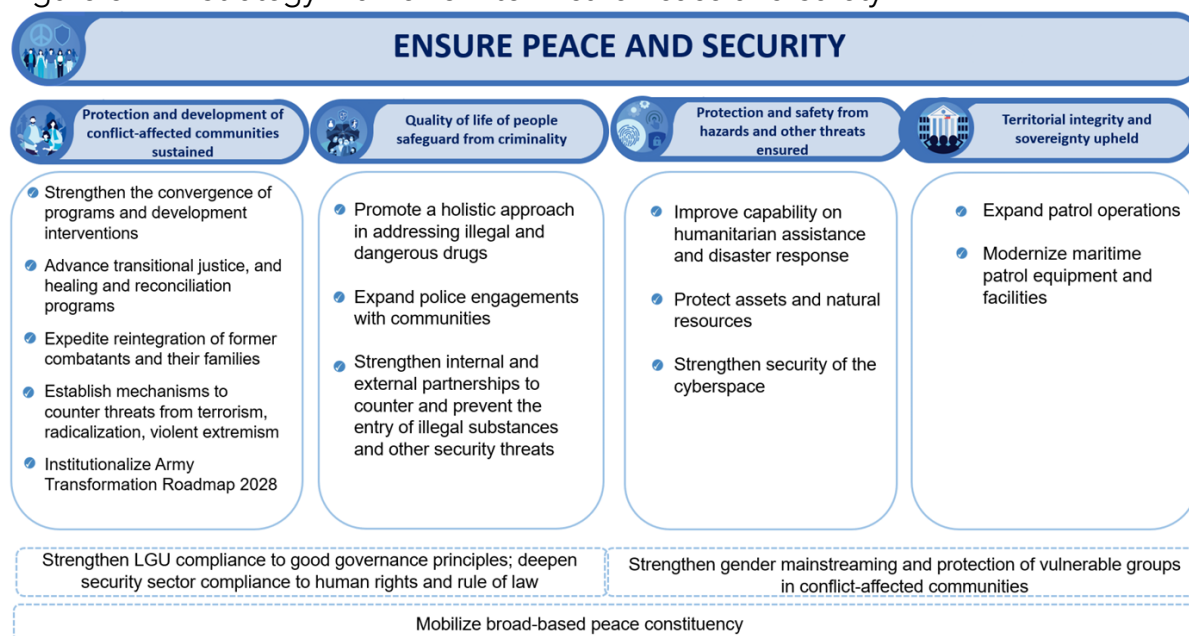 ENSURE PEACE AND SECURITY
Protection and development of
conflict-affected communities
sustained
Quality of life of people
safeguard from criminality
Protection and safety from
hazards and other threats
ensured
Territorial integrity and
sovereignty upheld
Strengthen the convergence of
programs and development
interventions
Advance transitional justice, and
healing and reconciliation
programs
Expedite reintegration of former
combatants and their families
Establish mechanisms to
counter threats from terrorism,
radicalization, violent extremism
Institutionalize Army
Transformation Roadmap 2028
Promote a holistic approach
in addressing illegal and
dangerous drugs
Expand police engagements
with communities
Strengthen internal and
external partnerships to
counter and prevent the
entry of illegal substances
and other security threats
Improve capability on
humanitarian assistance
and disaster response
Protect assets and natural
resources
Strengthen security of the
cyberspace
Expand patrol operations
Modernize maritime
patrol equipment and
facilities
Strengthen LGU compliance to good governance principles; deepen
security sector compliance to human rights and rule of law
Strengthen gender mainstreaming and protection of vulnerable groups
in conflict-affected communities
Mobilize broad-based peace constituency